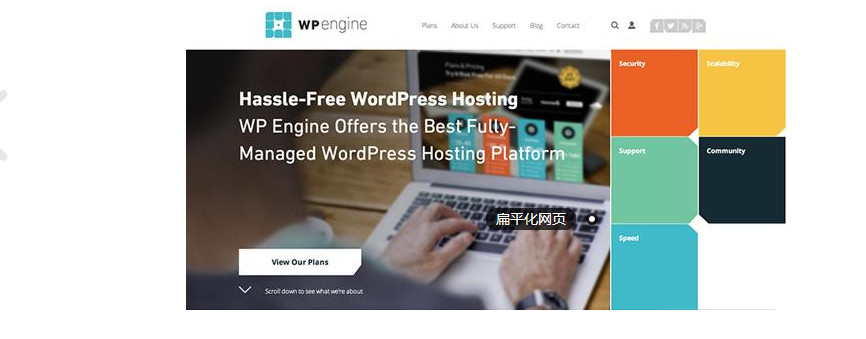 WPengine
Plans About Us Support Blog Contact
Hassle-Free WordPress Hosting
WP Engine Offers the Best Fully-
Managed WordPress Hosting Platform
扁平化网页
View Our Plans
Scroll down to see what we're about
Security
Scalability
Support
Community
Speed